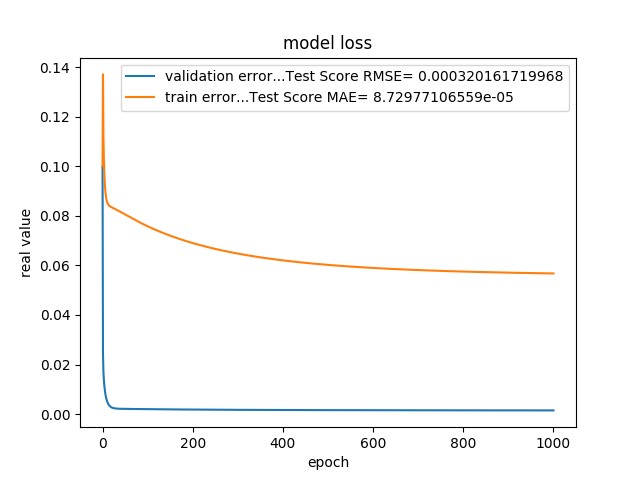 model loss
validation error...Test Score RMSE= 0.000320161719968
train error...Test Score MAE= 8.72977106559e-05
real value
0.14
0.12
0.10
0.08
0.06
0.04
0.02
0.00
0 200 400 600 800 1000
epoch